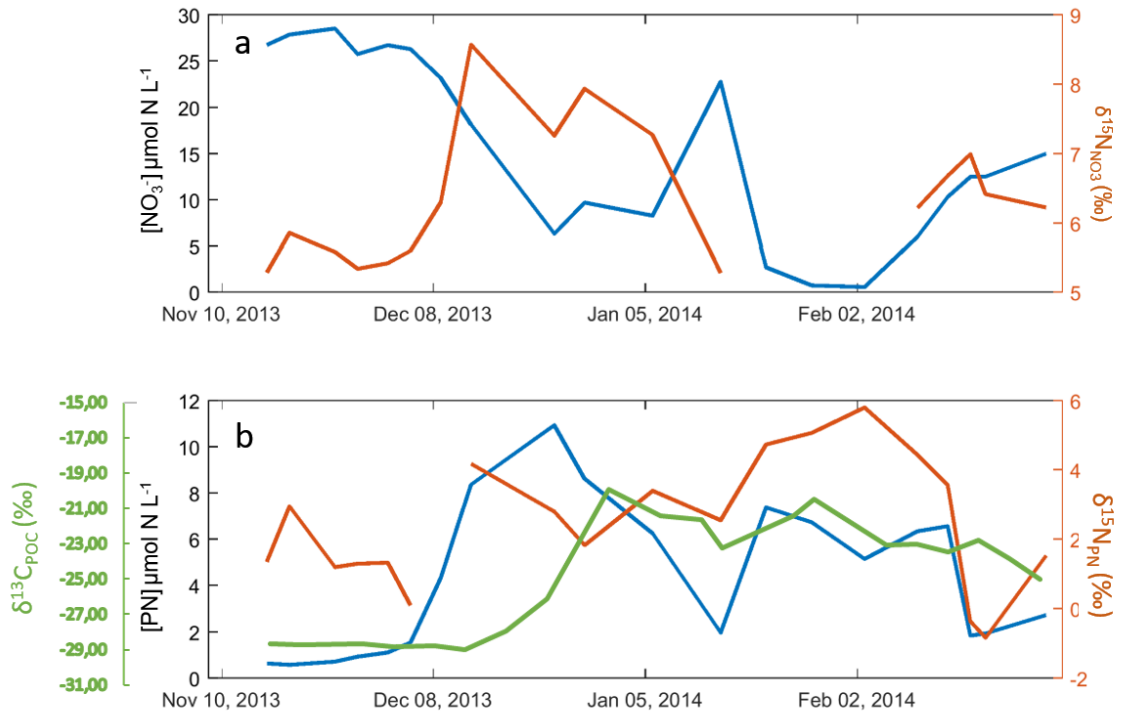 a
[NO₃⁻] µmol N L⁻¹
30
25
20
15
10
5
0
9
8
7
6
5
δ¹⁵N_NO3 (‰)
Nov 10, 2013
Dec 08, 2013
Jan 05, 2014
Feb 02, 2014
b
δ¹³C_POC (‰)
-15,00
-17,00
-19,00
-21,00
-23,00
-25,00
-27,00
-29,00
-31,00
[PN] µmol N L⁻¹
12
10
8
6
4
2
0
6
4
2
0
-2
δ¹⁵N_PN (‰)
Nov 10, 2013
Dec 08, 2013
Jan 05, 2014
Feb 02, 2014